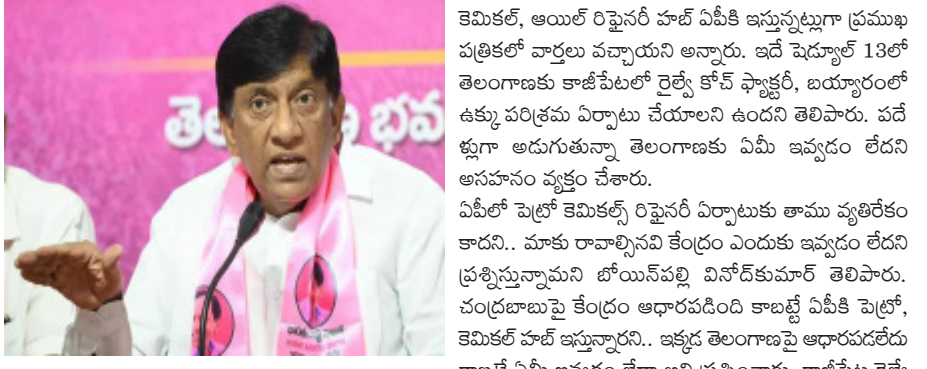 తెలంగాణ భవ
కెమికల్, ఆయిల్ రిఫైనరీ హబ్ ఏపీకి ఇస్తున్నట్లుగా ప్రముఖ
పత్రికలో వార్తలు వచ్చాయని అన్నారు. ఇదే షెడ్యూల్ 13లో
తెలంగాణకు కాజీపేటలో రైల్వే కోచ్ ఫ్యాక్టరీ, బయ్యారంలో
ఉక్కు పరిశ్రమ ఏర్పాటు చేయాలని ఉందని తెలిపారు. పదే
ళ్లుగా అడుగుతున్నా తెలంగాణకు ఏమీ ఇవ్వడం లేదని
అసహనం వ్యక్తం చేశారు.
ఏపీలో పెట్రో కెమికల్స్ రిఫైనరీ ఏర్పాటుకు తాము వ్యతిరేకం
కాదని.. మాకు రావాల్సినవి కేంద్రం ఎందుకు ఇవ్వడం లేదని
ప్రశ్నిస్తున్నామని బోయిన్‌పల్లి వినోద్‌కుమార్ తెలిపారు.
చంద్రబాబుపై కేంద్రం ఆధారపడింది కాబట్టే ఏపీకి పెట్రో,
కెమికల్ హబ్ ఇస్తున్నారని.. ఇక్కడ తెలంగాణపై ఆధారపడలేదు